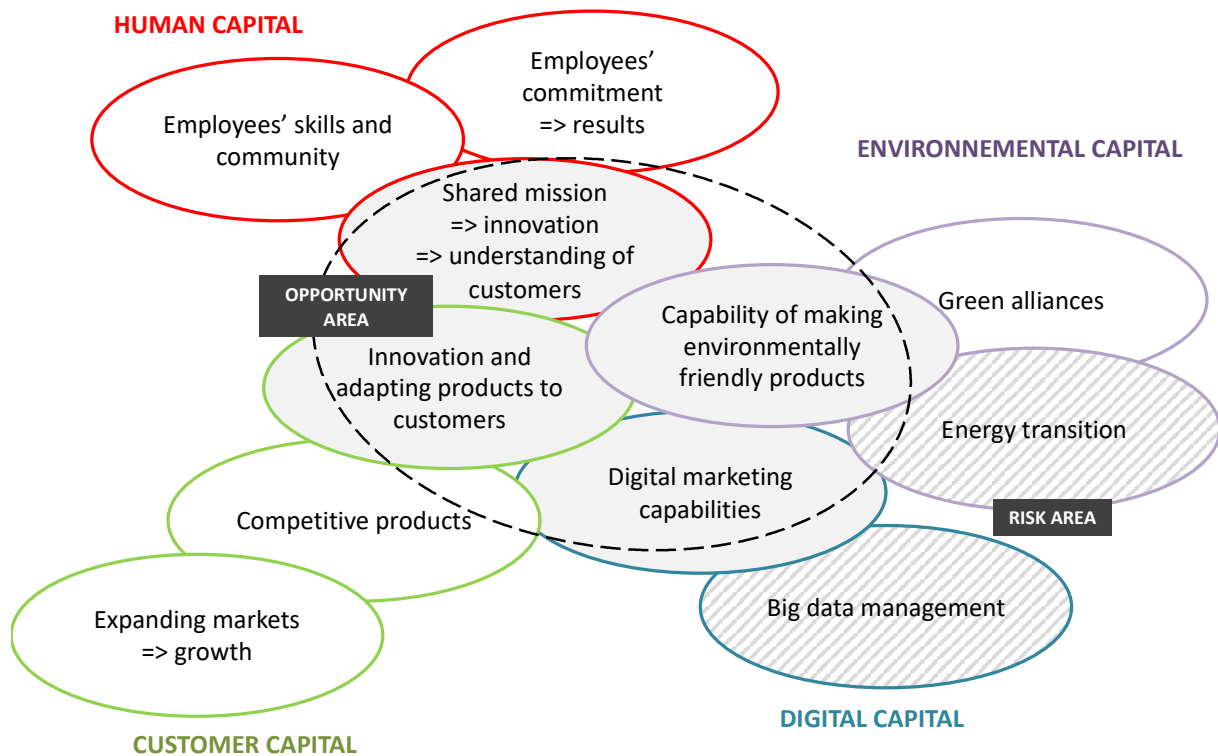 HUMAN CAPITAL
Employees'
commitment
=> results
Employees' skills and
community
ENVIRONNEMENTAL CAPITAL
Shared mission
=> innovation
=> understanding of
customers
OPPORTUNITY
AREA
Green alliances
Capability of making
environmentally
friendly products
Innovation and
adapting products to
customers
Energy transition
Digital marketing
capabilities
Competitive products
RISK AREA
Expanding markets
=> growth
Big data management
DIGITAL CAPITAL
CUSTOMER CAPITAL